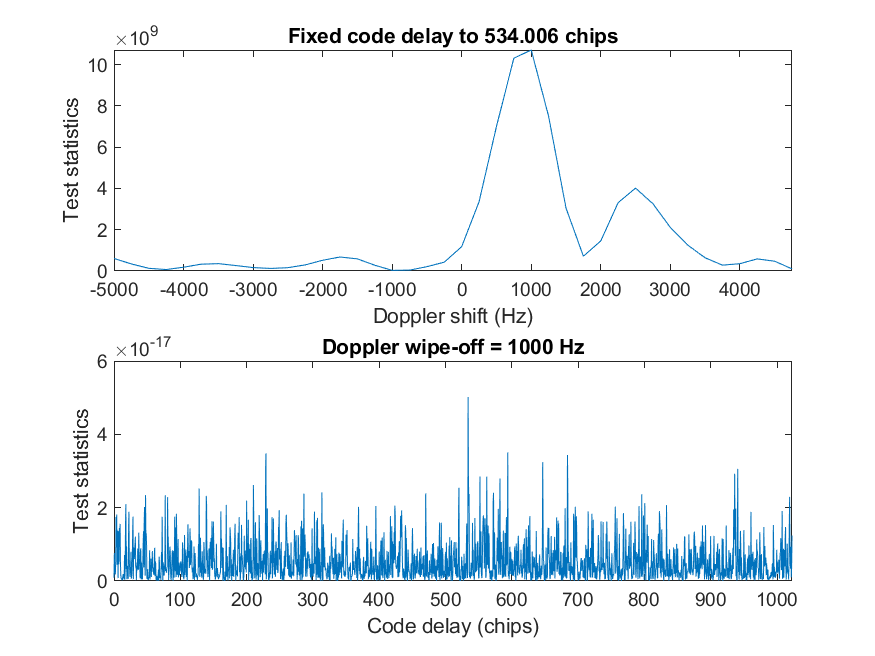 ×10^9
Fixed code delay to 534.006 chips
10
8
6
4
2
0
Test statistics
-5000 -4000 -3000 -2000 -1000 0 1000 2000 3000 4000
Doppler shift (Hz)
×10^-17
Doppler wipe-off = 1000 Hz
6
4
2
0
Test statistics
0 100 200 300 400 500 600 700 800 900 1000
Code delay (chips)